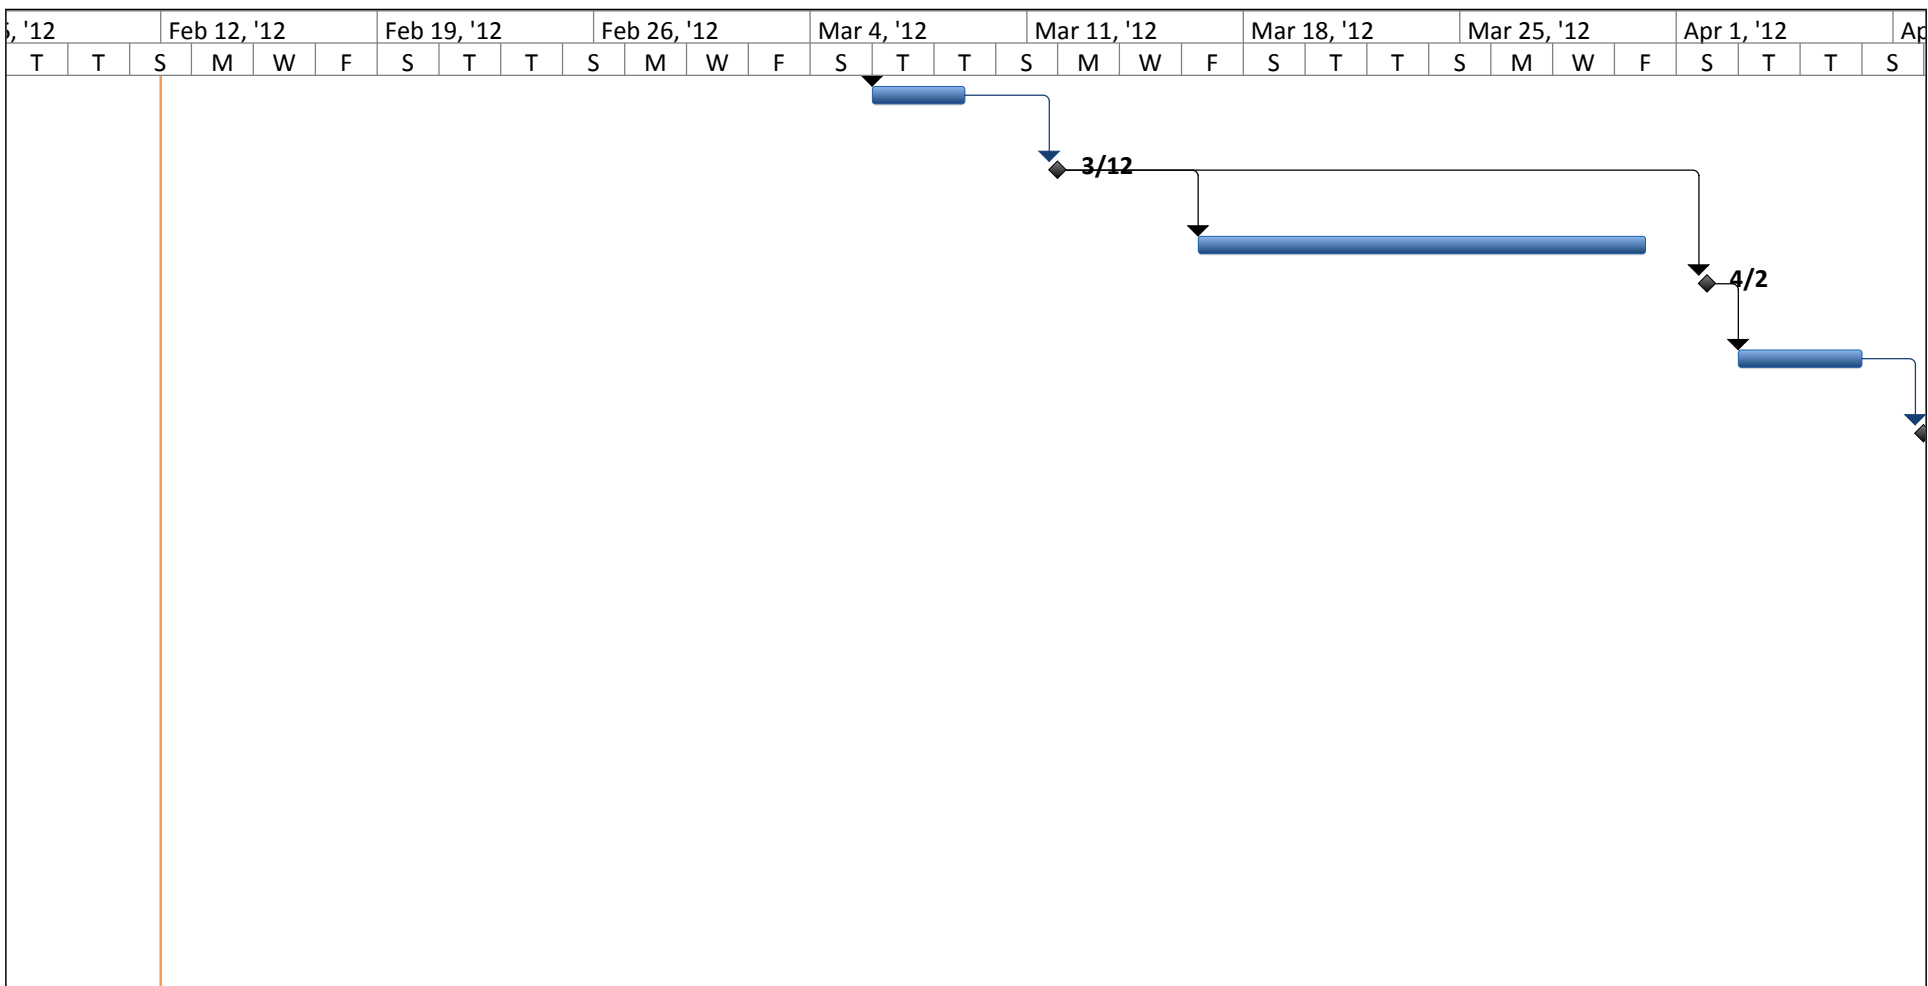 , '12 Feb 12, '12 Feb 19, '12 Feb 26, '12 Mar 4, '12 Mar 11, '12 Mar 18, '12 Mar 25, '12 Apr 1, '12
T T S M W F S T T S M W F S T T S M W F S T T S M W F S T T S
3/12
4/2